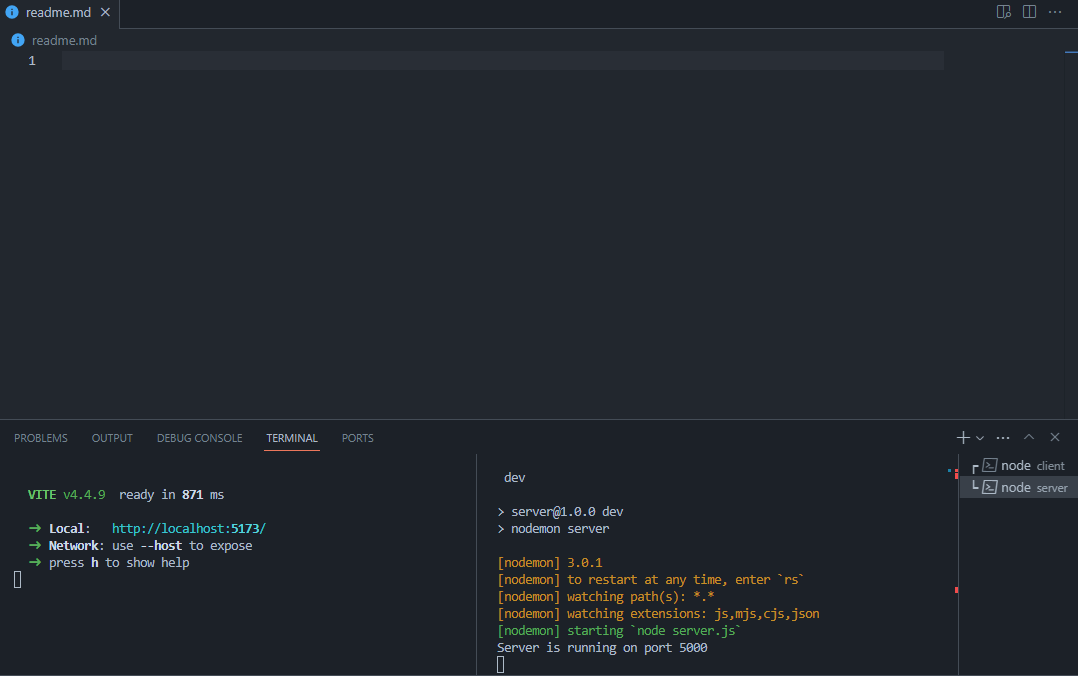 readme.md
readme.md
1
PROBLEMS OUTPUT DEBUG CONSOLE TERMINAL PORTS
VITE v4.4.9 ready in 871 ms
➜ Local: http://localhost:5173/
➜ Network: use --host to expose
➜ press h to show help
dev
> server@1.0.0 dev
> nodemon server
[nodemon] 3.0.1
[nodemon] to restart at any time, enter `rs`
[nodemon] watching path(s): *.*
[nodemon] watching extensions: js,mjs,cjs,json
[nodemon] starting `node server.js`
Server is running on port 5000
node client
node server